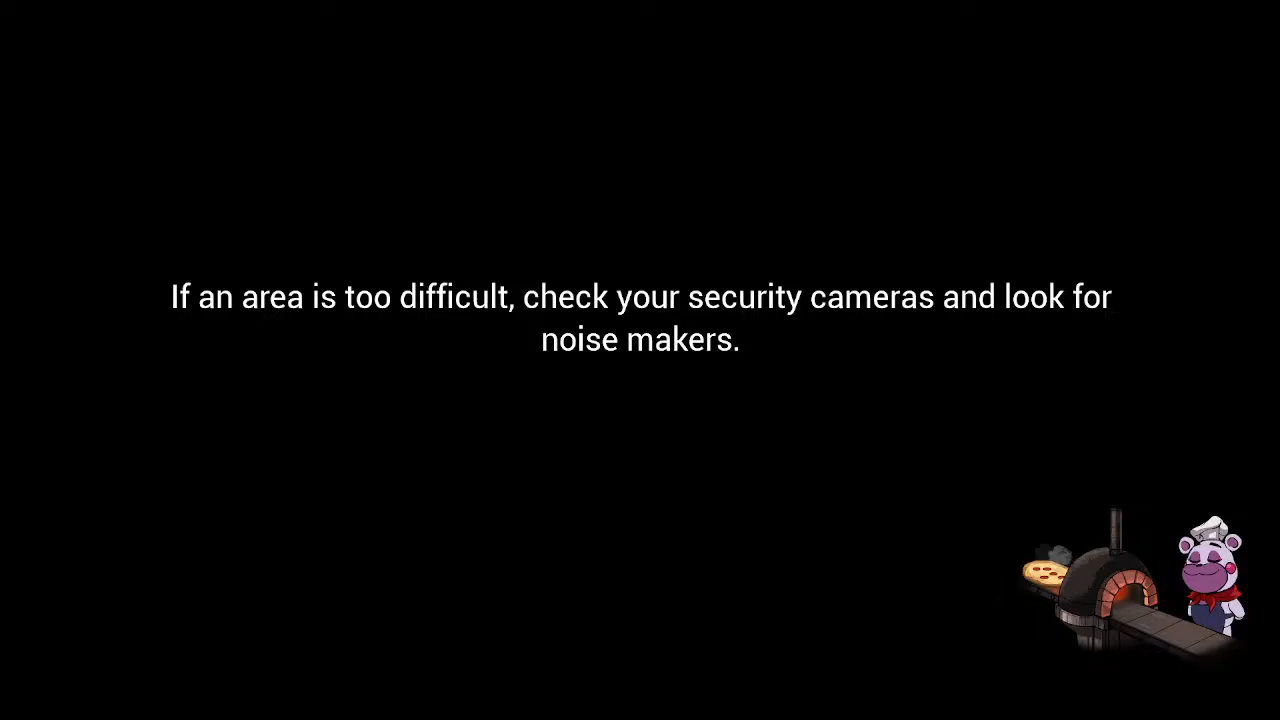 If an area is too difficult, check your security cameras and look for
noise makers.